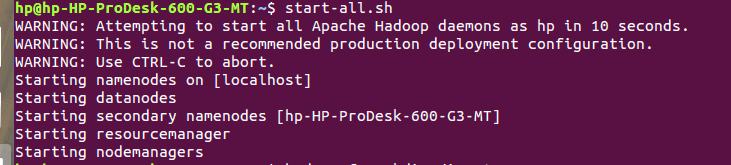 hp@hp-HP-ProDesk-600-G3-MT:~$ start-all.sh
WARNING: Attempting to start all Apache Hadoop daemons as hp in 10 seconds.
WARNING: This is not a recommended production deployment configuration.
WARNING: Use CTRL-C to abort.
Starting namenodes on [localhost]
Starting datanodes
Starting secondary namenodes [hp-HP-ProDesk-600-G3-MT]
Starting resourcemanager
Starting nodemanagers